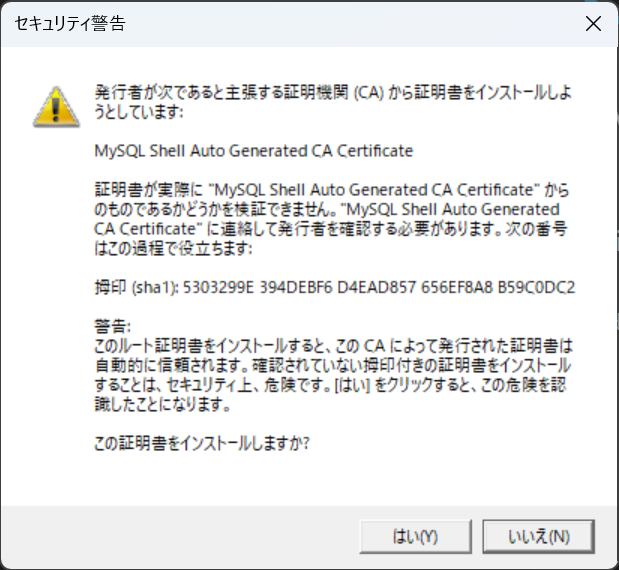 セキュリティ警告
発行者が次であると主張する証明機関 (CA) から証明書をインストールしよ
うとしています:
MySQL Shell Auto Generated CA Certificate
証明書が実際に "MySQL Shell Auto Generated CA Certificate" から
のものであるかどうかを検証できません。"MySQL Shell Auto Generated
CA Certificate" に連絡して発行者を確認する必要があります。次の番号
はこの過程で役立ちます:
拇印 (sha1): 5303299E 394DEBF6 D4EAD857 656EF8A8 B59C0DC2
警告:
このルート証明書をインストールすると、この CA によって発行された証明書は
自動的に信頼されます。確認されていない拇印付きの証明書をインストール
することは、セキュリティ上、危険です。[はい] をクリックすると、この危険を認
識したことになります。
この証明書をインストールしますか?
はい(Y)
いいえ(N)